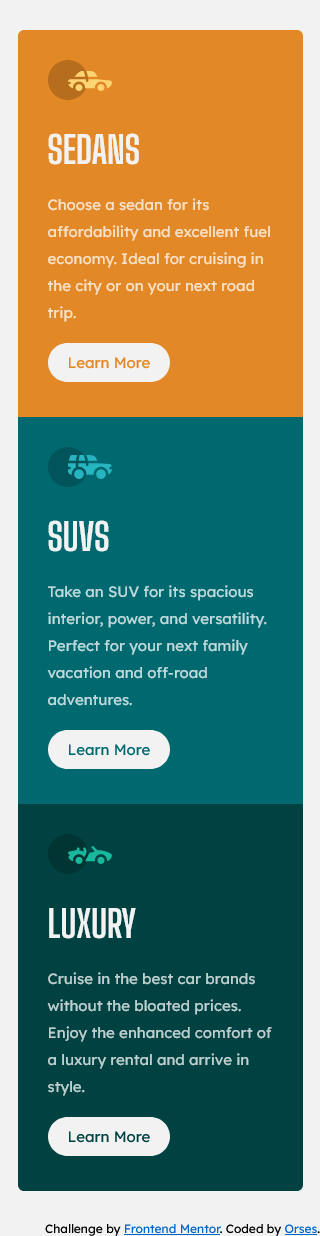 SEDANS
Choose a sedan for its
affordability and excellent fuel
economy. Ideal for cruising in
the city or on your next road
trip.
Learn More
SUVS
Take an SUV for its spacious
interior, power, and versatility.
Perfect for your next family
vacation and off-road
adventures.
Learn More
LUXURY
Cruise in the best car brands
without the bloated prices.
Enjoy the enhanced comfort of
a luxury rental and arrive in
style.
Learn More
Challenge by Frontend Mentor. Coded by Orses.